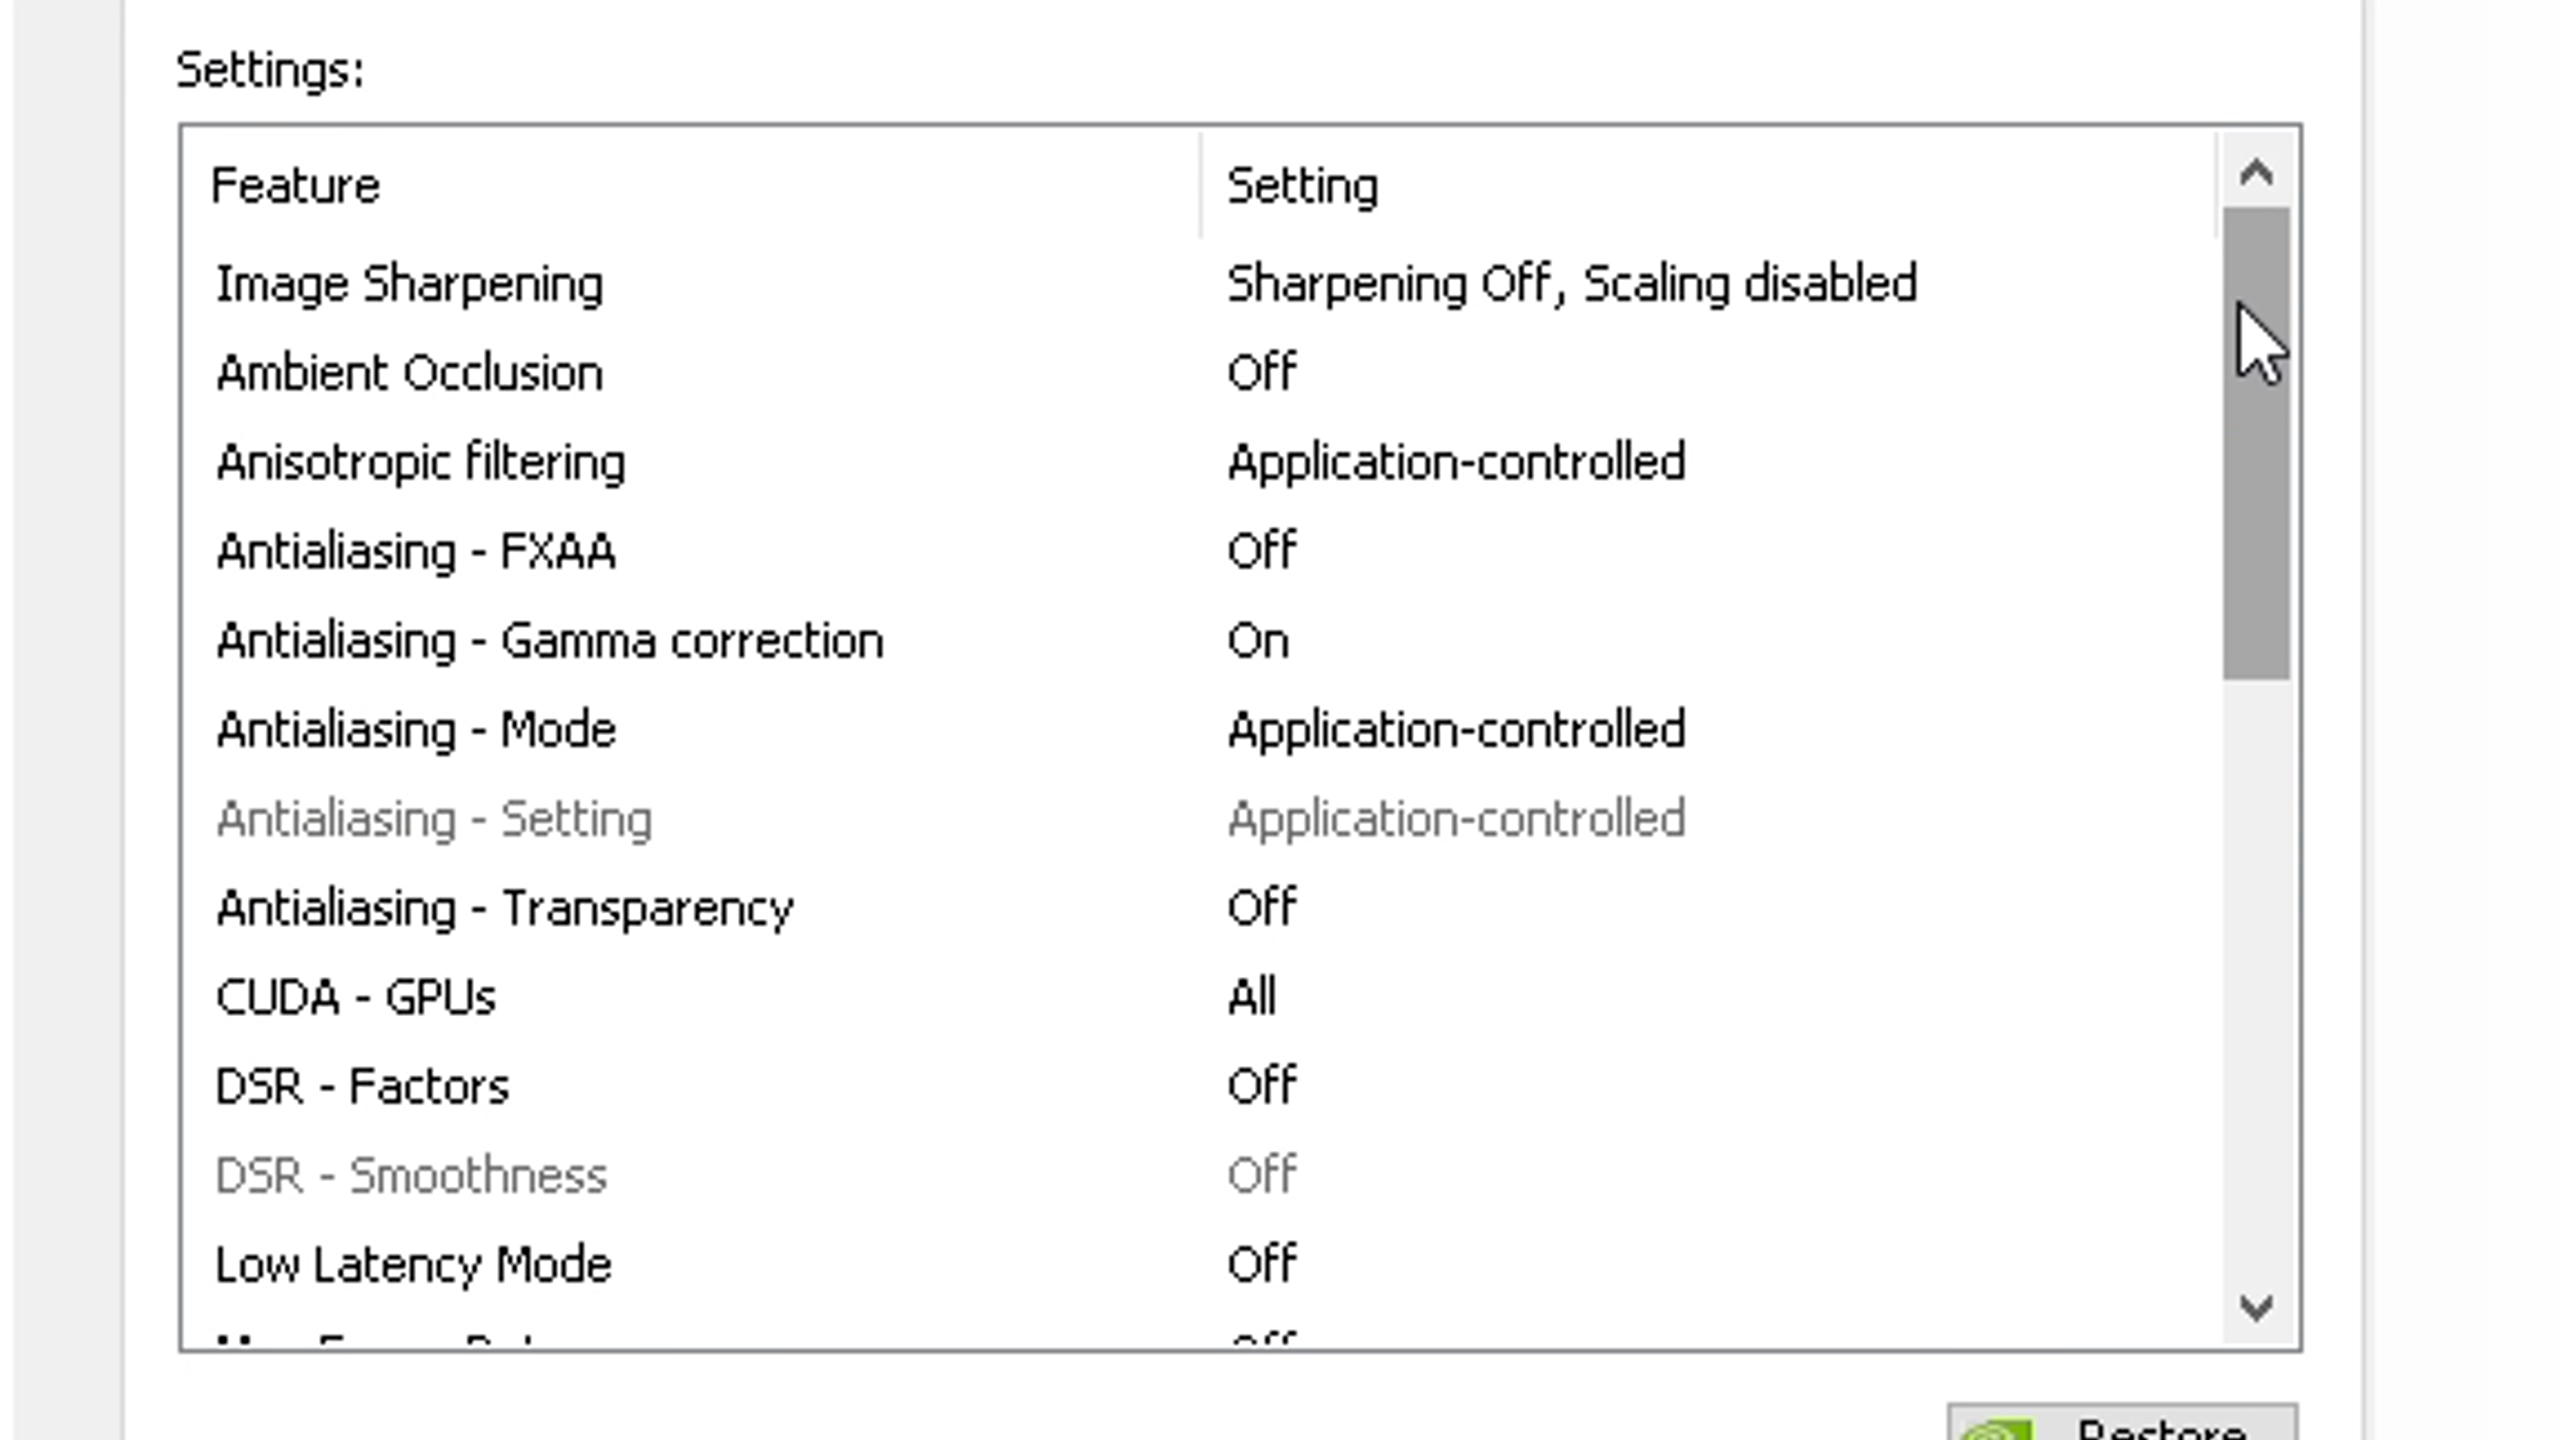 Settings:
Feature Setting
Image Sharpening Sharpening Off, Scaling disabled
Ambient Occlusion Off
Anisotropic filtering Application-controlled
Antialiasing - FXAA Off
Antialiasing - Gamma correction On
Antialiasing - Mode Application-controlled
Antialiasing - Setting Application-controlled
Antialiasing - Transparency Off
CUDA - GPUs All
DSR - Factors Off
DSR - Smoothness Off
Low Latency Mode Off
Restore